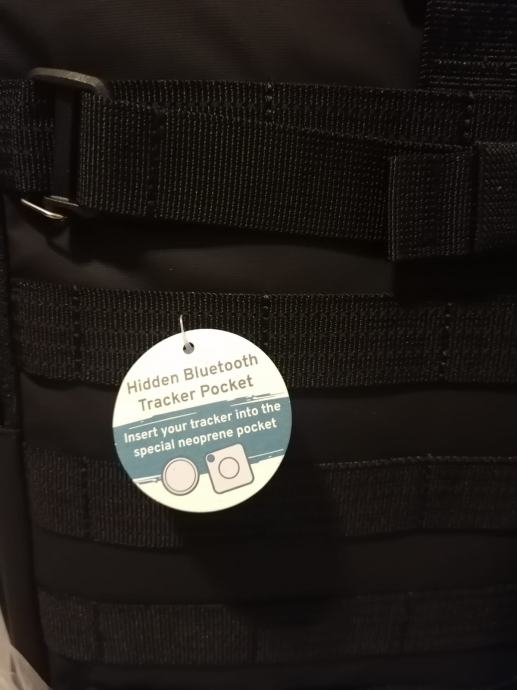 Hidden Bluetooth
Tracker Pocket
Insert your tracker into the
special neoprene pocket